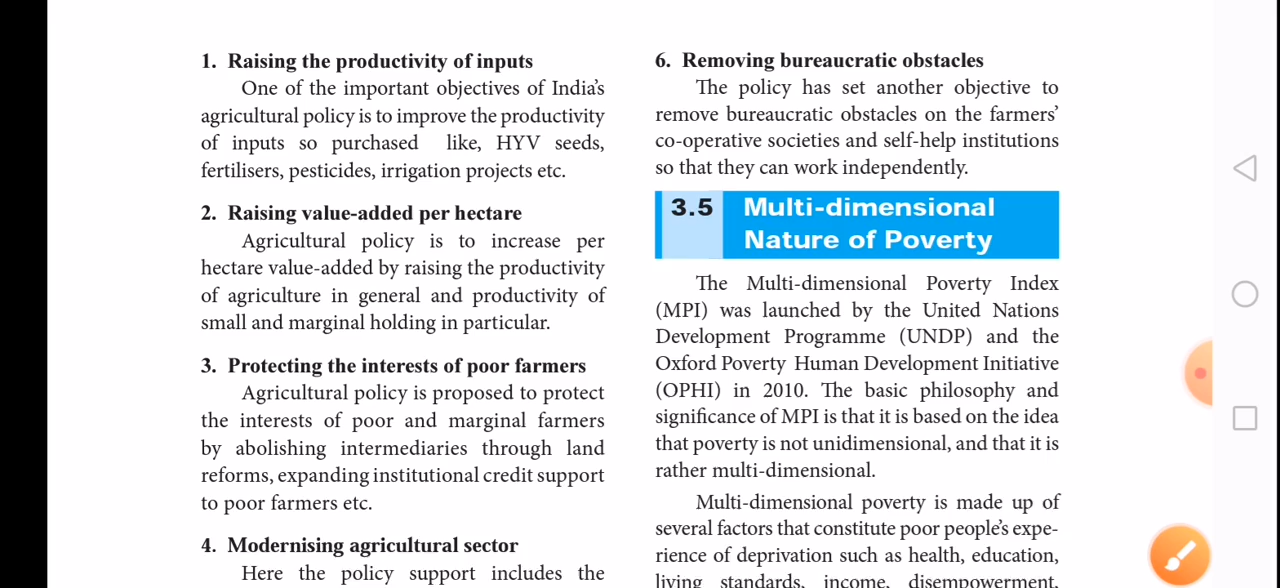 1. Raising the productivity of inputs
One of the important objectives of India's
agricultural policy is to improve the productivity
of inputs so purchased like, HYV seeds,
fertilisers, pesticides, irrigation projects etc.
2. Raising value-added per hectare
Agricultural policy is to increase per
hectare value-added by raising the productivity
of agriculture in general and productivity of
small and marginal holding in particular.
3. Protecting the interests of poor farmers
Agricultural policy is proposed to protect
the interests of poor and marginal farmers
by abolishing intermediaries through land
reforms, expanding institutional credit support
to poor farmers etc.
4. Modernising agricultural sector
Here the policy support includes the
6. Removing bureaucratic obstacles
The policy has set another objective to
remove bureaucratic obstacles on the farmers'
co-operative societies and self-help institutions
so that they can work independently.
3.5 Multi-dimensional
Nature of Poverty
The Multi-dimensional Poverty Index
(MPI) was launched by the United Nations
Development Programme (UNDP) and the
Oxford Poverty Human Development Initiative
(OPHI) in 2010. The basic philosophy and
significance of MPI is that it is based on the idea
that poverty is not unidimensional, and that it is
rather multi-dimensional.
Multi-dimensional poverty is made up of
several factors that constitute poor people's expe-
rience of deprivation such as health, education,
living standards, income, disempowerment,